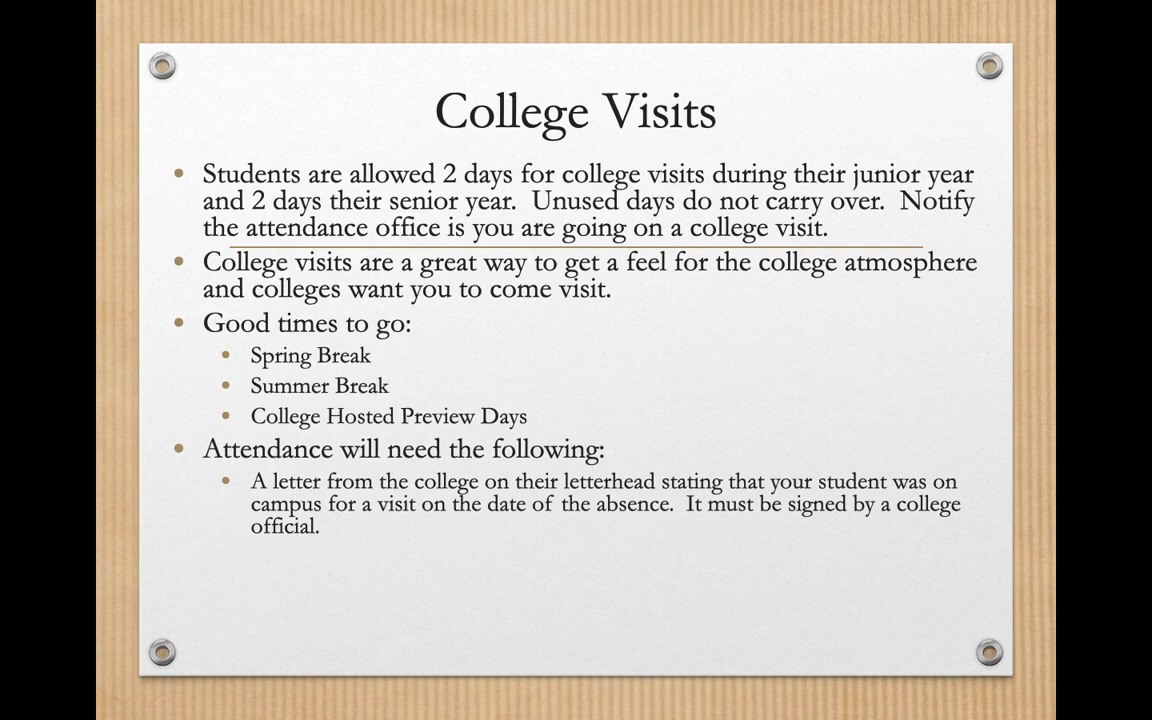 College Visits
Students are allowed 2 days for college visits during their junior year
and 2 days their senior year.  Unused days do not carry over.  Notify
the attendance office is you are going on a college visit.
College visits are a great way to get a feel for the college atmosphere
and colleges want you to come visit.
Good times to go:
Spring Break
Summer Break
College Hosted Preview Days
Attendance will need the following:
A letter from the college on their letterhead stating that your student was on
campus for a visit on the date of the absence.  It must be signed by a college
official.